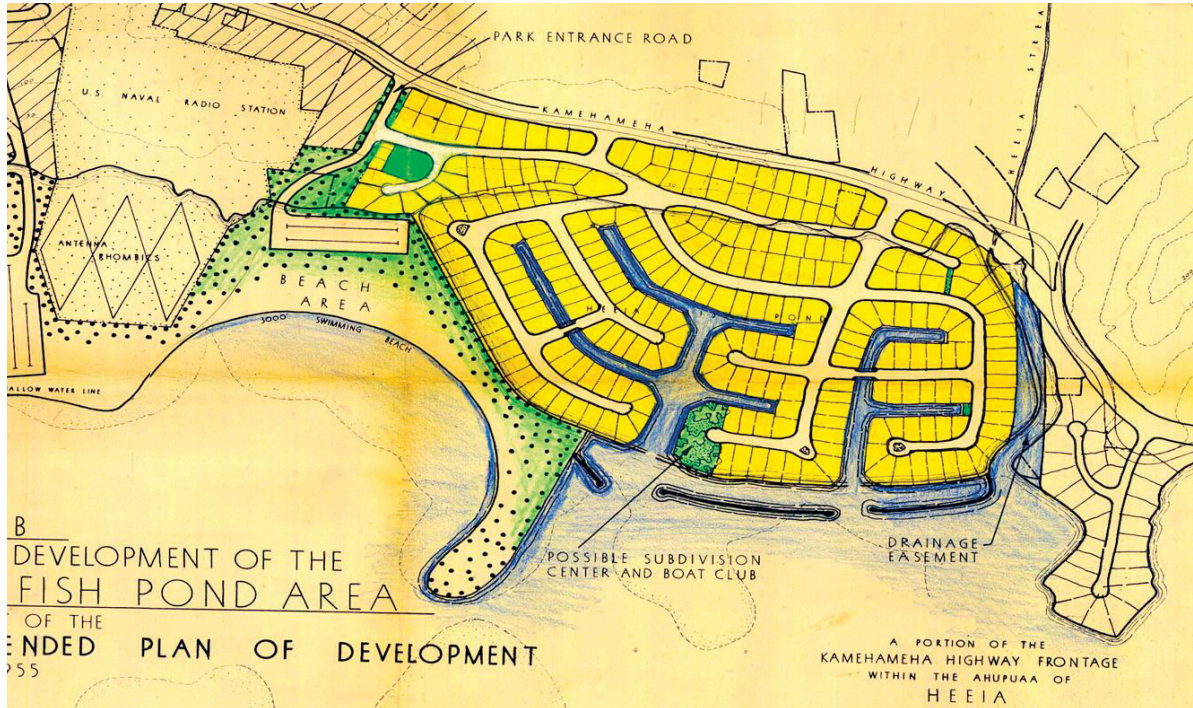 PARK ENTRANCE ROAD
U.S. NAVAL RADIO STATION
KAMEHAMEHA
HIGHWAY
HEEIA STREA
ANTENNA
RHOMBICS
BEACH
AREA
3000' SWIMMING
BEACH
HEEIA
POND
ALLOW WATER LINE
B
DEVELOPMENT OF THE
FISH POND AREA
OF THE
ENDED PLAN OF DEVELOPMENT
955
POSSIBLE SUBDIVISION
CENTER AND BOAT CLUB
DRAINAGE
EASEMENT
A PORTION OF THE
KAMEHAMEHA HIGHWAY FRONTAGE
WITHIN THE AHUPUAA OF
HEEIA